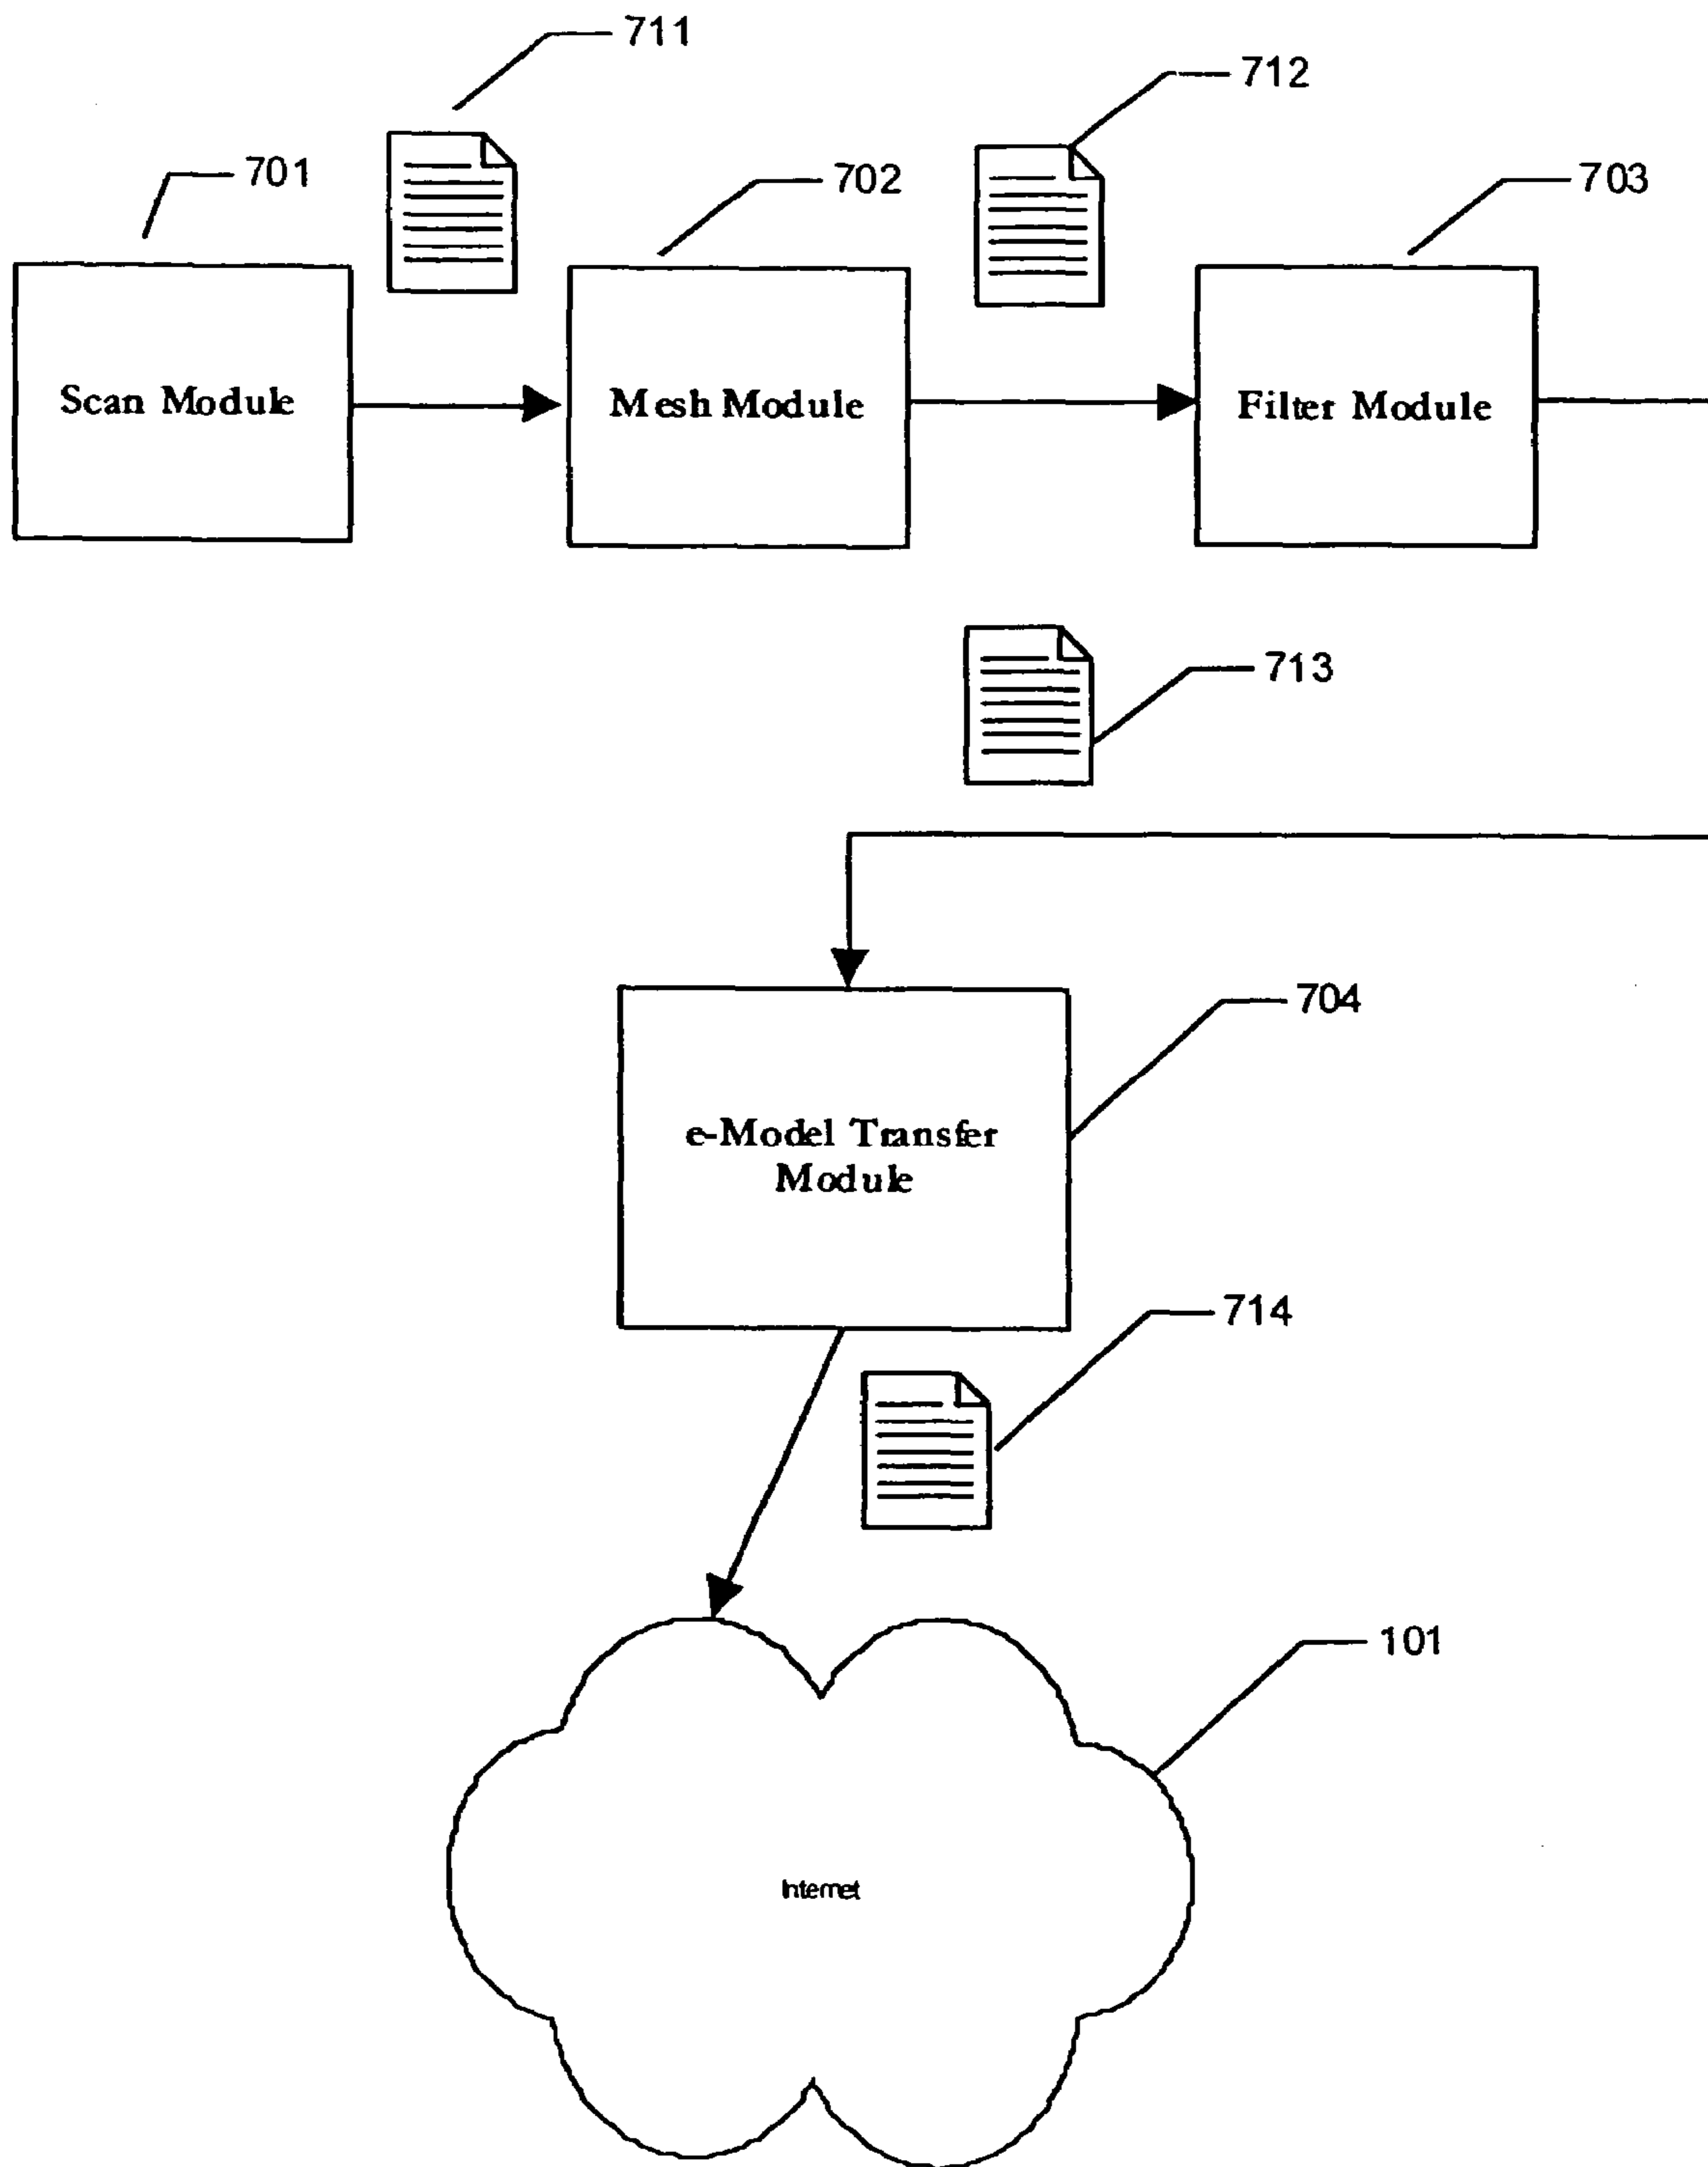 711
712
701
702
703
Scan Module
Mesh Module
Filter Module
713
704
e-Model Transfer
Module
714
101
Internet